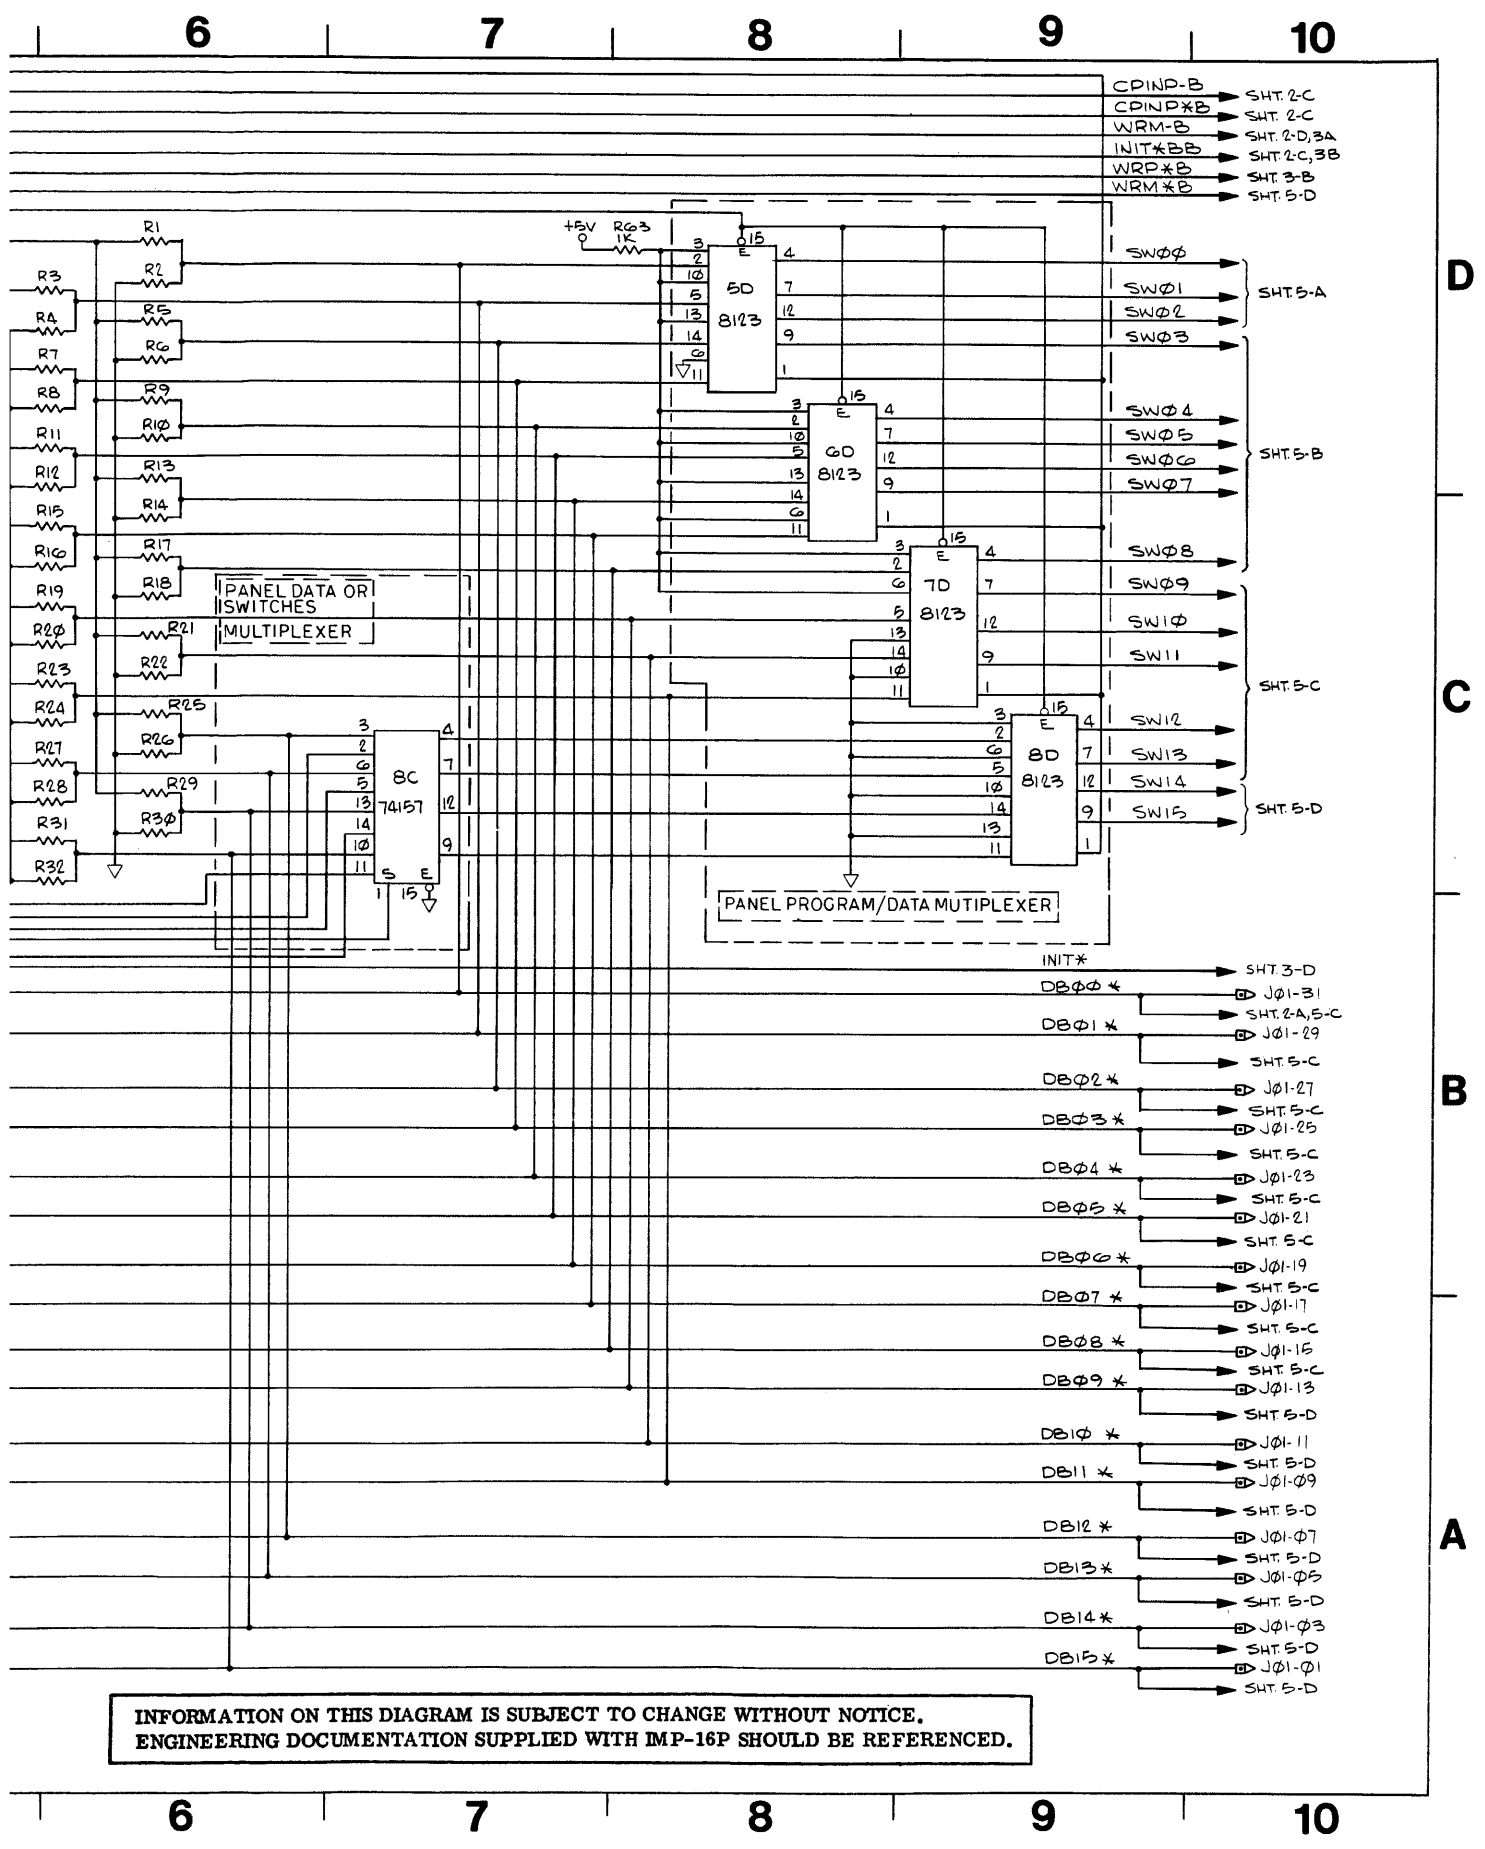 6 7 8 9 10
CPINP-B SHT. 2-C
CPINP*B SHT. 2-C
WRM-B SHT. 2-D,3A
INIT*BB SHT. 2-C,3B
WRP*B SHT. 3-B
WRM*B SHT. 5-D
D
+5V R63
1K
R1
R2
R3
R4
R5
R6
R7
R8
R9
R1Ø
R11
R12
R13
R14
R15
R16
R17
R18
R19
R2Ø
R21
R22
R23
R24
R25
R26
R27
R28
R29
R3Ø
R31
R32
15
E
3
2
1Ø
5
13
14
6
11
5D
8123
4
7
12
9
1
SWØØ
SWØ1
SWØ2
SHT. 5-A
SWØ3
15
E
3
2
1Ø
5
13
14
6
11
6D
8123
4
7
12
9
1
SWØ4
SWØ5
SWØ6
SWØ7
SHT. 5-B
SWØ8
15
E
3
2
6
5
13
14
1Ø
11
7D
8123
4
7
12
9
1
SWØ9
SW1Ø
SW11
SHT. 5-C
C
SW12
SW13
15
E
3
2
6
5
1Ø
14
13
11
8D
8123
4
7
12
9
1
SW14
SW15
SHT. 5-D
PANEL DATA OR
SWITCHES
MULTIPLEXER
3
2
6
5
13
14
1Ø
11
8C
74157
4
7
12
9
S E
1 15
PANEL PROGRAM/DATA MUTIPLEXER
INIT* SHT. 3-D
DBØØ* JØ1-31
SHT. 2-A,5-C
DBØ1* JØ1-29
SHT. 5-C
B
DBØ2* JØ1-27
SHT. 5-C
DBØ3* JØ1-25
SHT. 5-C
DBØ4* JØ1-23
SHT. 5-C
DBØ5* JØ1-21
SHT. 5-C
DBØ6* JØ1-19
SHT. 5-C
DBØ7* JØ1-17
SHT. 5-C
DBØ8* JØ1-15
SHT. 5-C
DBØ9* JØ1-13
SHT. 5-D
DB1Ø* JØ1-11
SHT. 5-D
DB11* JØ1-Ø9
SHT. 5-D
A
DB12* JØ1-Ø7
SHT. 5-D
DB13* JØ1-Ø5
SHT. 5-D
DB14* JØ1-Ø3
SHT. 5-D
DB15* JØ1-Ø1
SHT. 5-D
INFORMATION ON THIS DIAGRAM IS SUBJECT TO CHANGE WITHOUT NOTICE.
ENGINEERING DOCUMENTATION SUPPLIED WITH IMP-16P SHOULD BE REFERENCED.
6 7 8 9 10